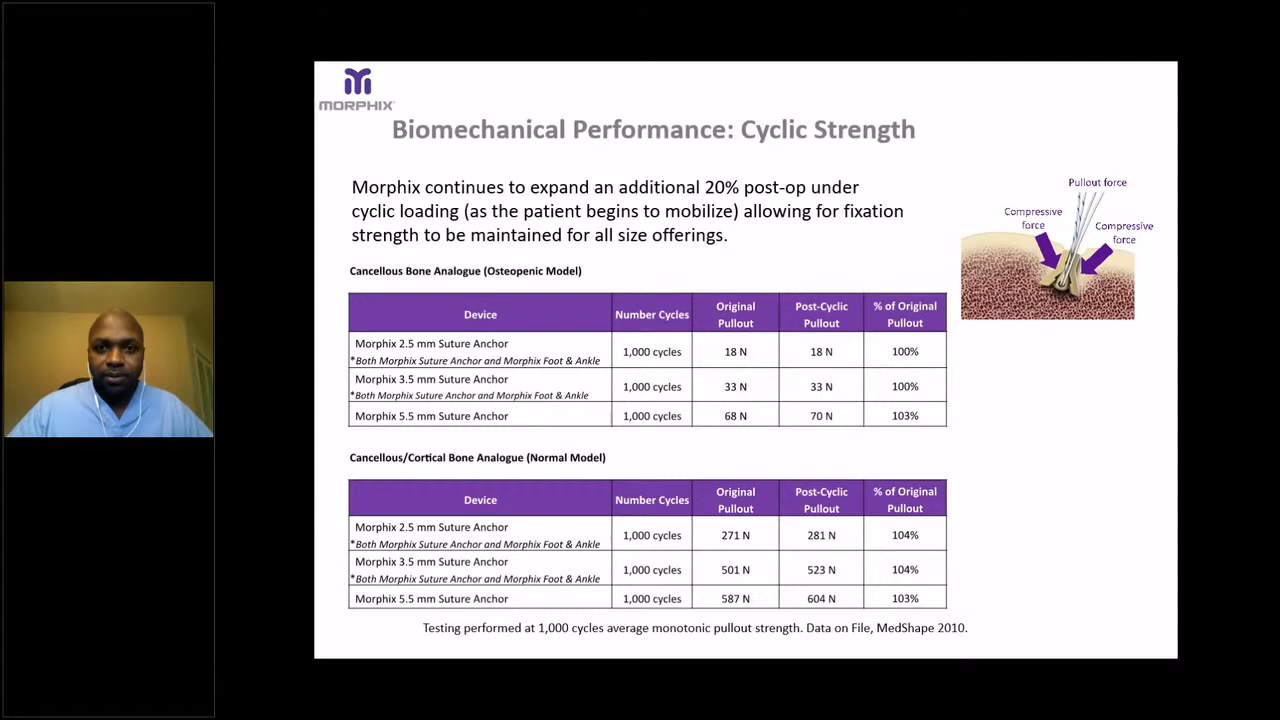 MORPHIX
Biomechanical Performance: Cyclic Strength
Morphix continues to expand an additional 20% post-op under
cyclic loading (as the patient begins to mobilize) allowing for fixation
strength to be maintained for all size offerings.
Pullout force
Compressive
force
Compressive
force
Cancellous Bone Analogue (Osteopenic Model)
Device Number Cycles Original Pullout Post-Cyclic Pullout % of Original Pullout
Morphix 2.5 mm Suture Anchor
*Both Morphix Suture Anchor and Morphix Foot & Ankle
1,000 cycles 18 N 18 N 100%
Morphix 3.5 mm Suture Anchor
*Both Morphix Suture Anchor and Morphix Foot & Ankle
1,000 cycles 33 N 33 N 100%
Morphix 5.5 mm Suture Anchor 1,000 cycles 68 N 70 N 103%
Cancellous/Cortical Bone Analogue (Normal Model)
Device Number Cycles Original Pullout Post-Cyclic Pullout % of Original Pullout
Morphix 2.5 mm Suture Anchor
*Both Morphix Suture Anchor and Morphix Foot & Ankle
1,000 cycles 271 N 281 N 104%
Morphix 3.5 mm Suture Anchor
*Both Morphix Suture Anchor and Morphix Foot & Ankle
1,000 cycles 501 N 523 N 104%
Morphix 5.5 mm Suture Anchor 1,000 cycles 587 N 604 N 103%
Testing performed at 1,000 cycles average monotonic pullout strength. Data on File, MedShape 2010.